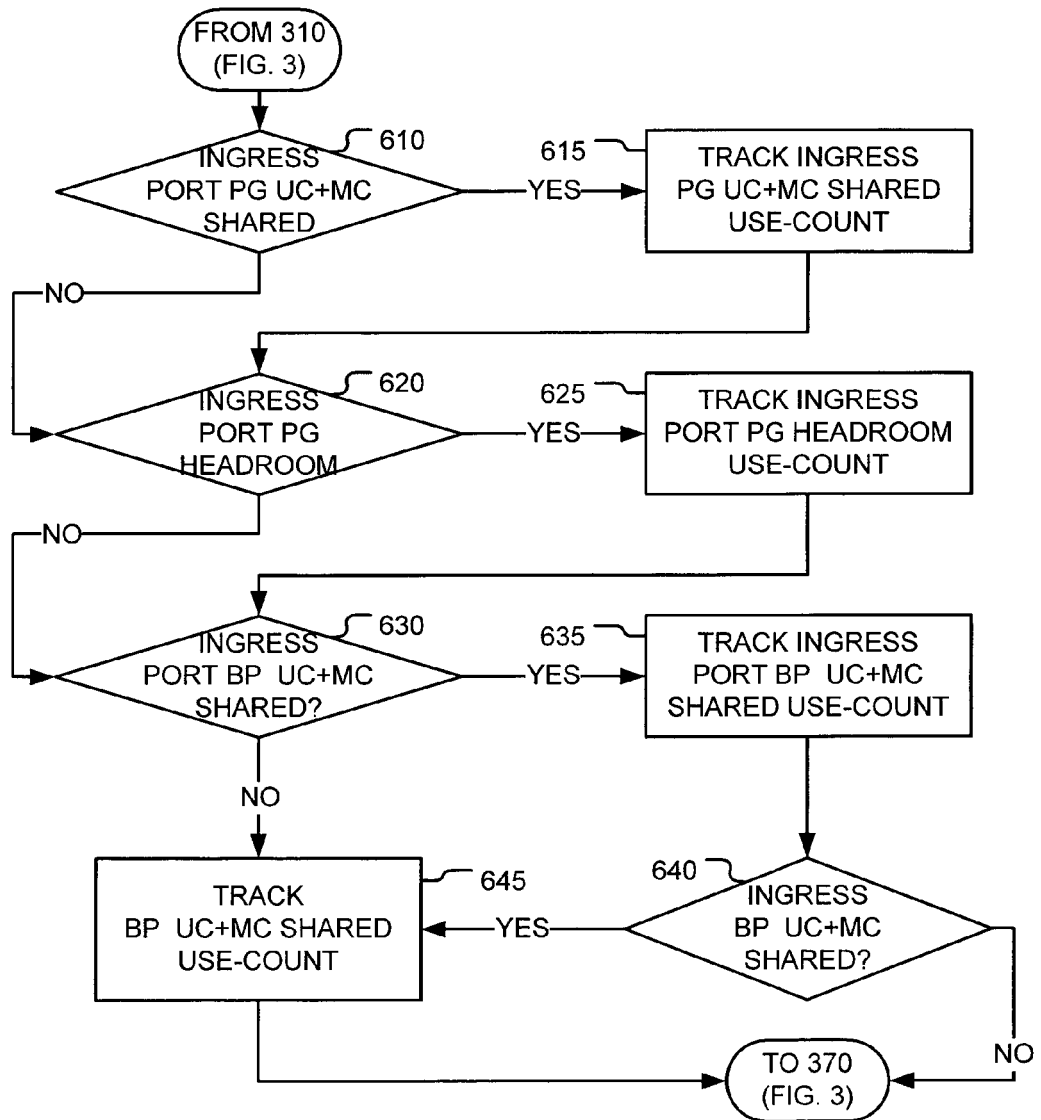 FROM 310
(FIG. 3)
610
INGRESS
PORT PG UC+MC
SHARED
YES
615
TRACK INGRESS
PG UC+MC SHARED
USE-COUNT
NO
620
INGRESS
PORT PG
HEADROOM
YES
625
TRACK INGRESS
PORT PG HEADROOM
USE-COUNT
NO
630
INGRESS
PORT BP UC+MC
SHARED?
YES
635
TRACK INGRESS
PORT BP UC+MC
SHARED USE-COUNT
NO
645
TRACK
BP UC+MC SHARED
USE-COUNT
YES
640
INGRESS
BP UC+MC
SHARED?
NO
TO 370
(FIG. 3)